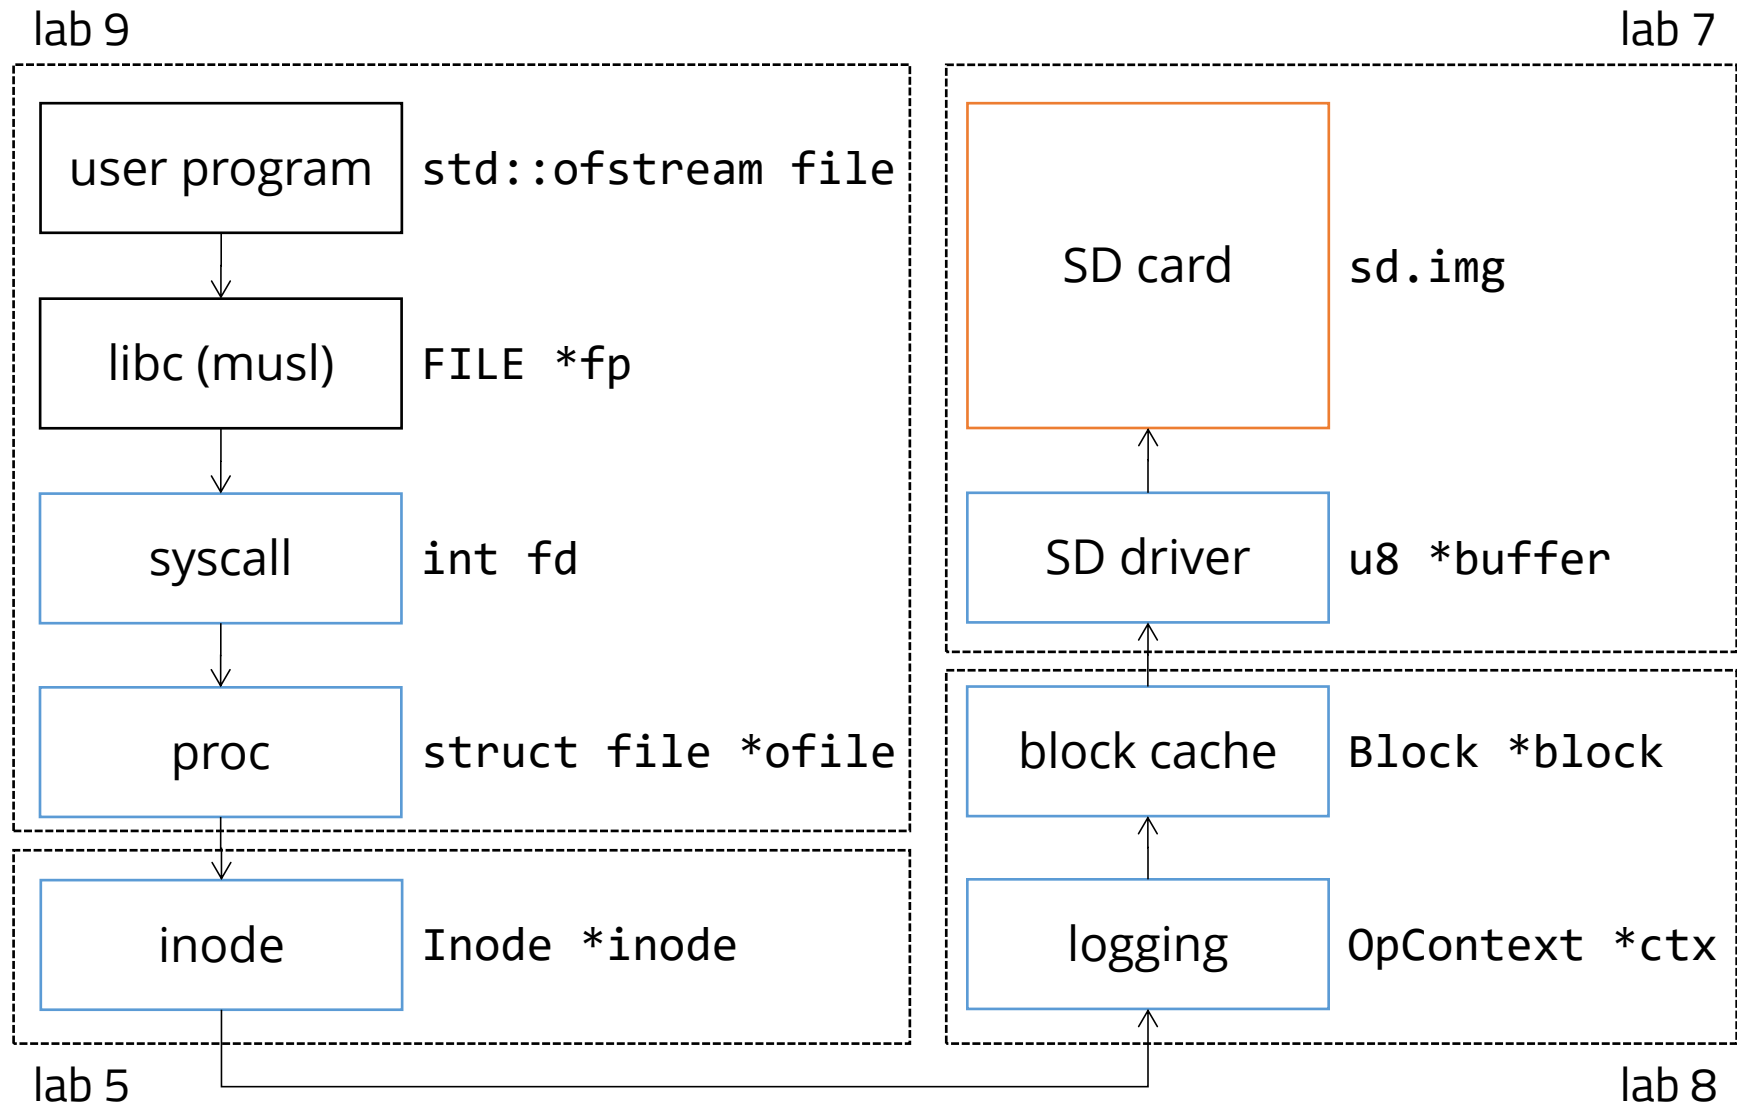 lab 9
user program
std::ofstream file
libc (musl)
FILE *fp
syscall
int fd
proc
struct file *ofile
inode
Inode *inode
lab 5
lab 7
SD card
sd.img
SD driver
u8 *buffer
block cache
Block *block
logging
OpContext *ctx
lab 8